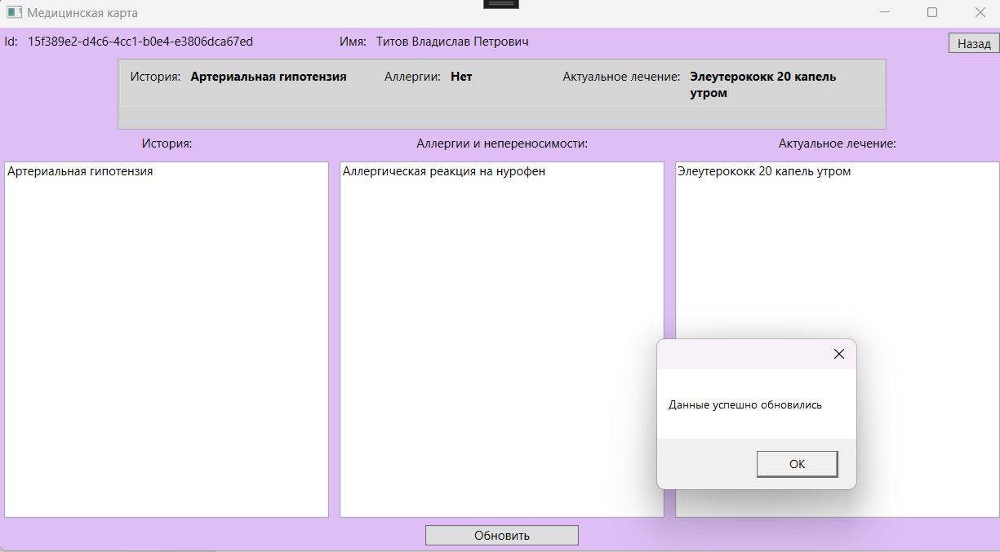 Медицинская карта
Id: 15f389e2-d4c6-4cc1-b0e4-e3806dca67ed
Имя: Титов Владислав Петрович
Назад
История: Артериальная гипотензия
Аллергии: Нет
Актуальное лечение: Элеутерококк 20 капель
утром
История:
Аллергии и непереносимости:
Актуальное лечение:
Артериальная гипотензия
Аллергическая реакция на нурофен
Элеутерококк 20 капель утром
Данные успешно обновились
ОК
Обновить